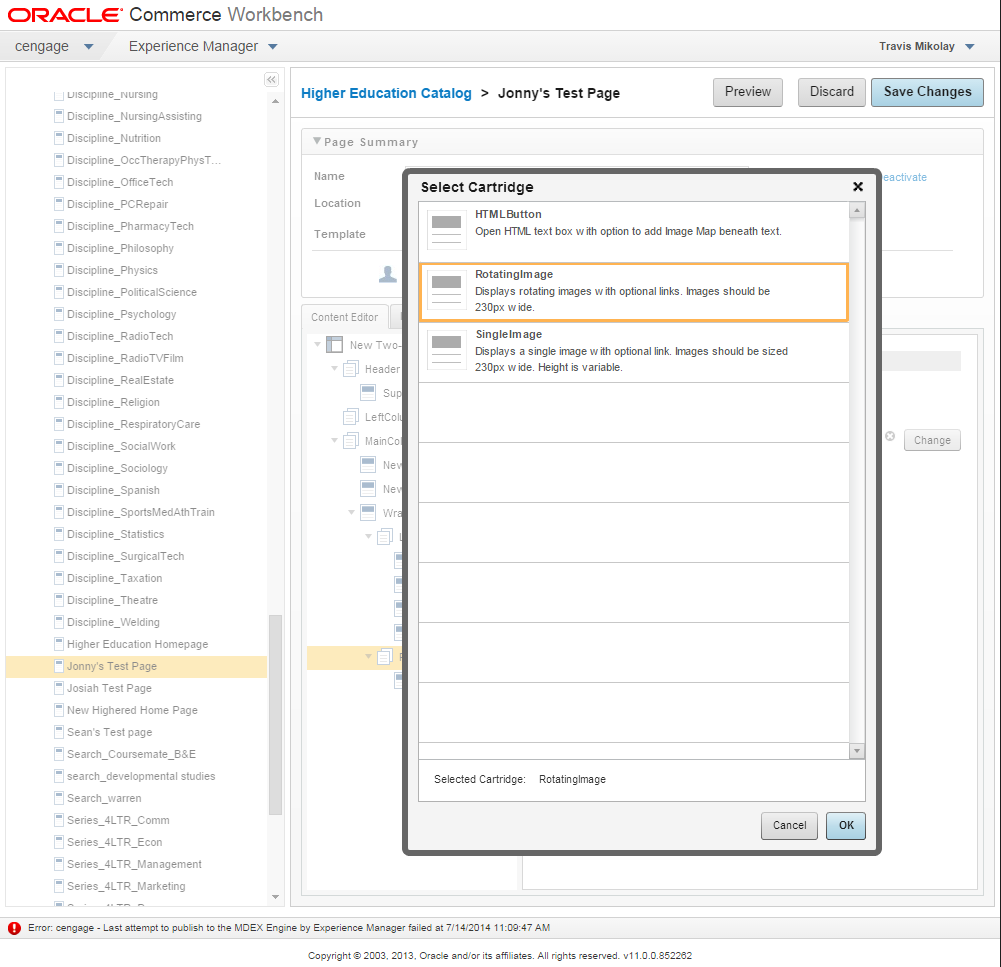 ORACLE Commerce Workbench
cengage
Experience Manager
Travis Mikolay
Discipline_Nursing
Discipline_NursingAssisting
Discipline_Nutrition
Discipline_OccTherapyPhysT...
Discipline_OfficeTech
Discipline_PCRepair
Discipline_PharmacyTech
Discipline_Philosophy
Discipline_Physics
Discipline_PoliticalScience
Discipline_Psychology
Discipline_RadioTech
Discipline_RadioTVFilm
Discipline_RealEstate
Discipline_Religion
Discipline_RespiratoryCare
Discipline_SocialWork
Discipline_Sociology
Discipline_Spanish
Discipline_SportsMedAthTrain
Discipline_Statistics
Discipline_SurgicalTech
Discipline_Taxation
Discipline_Theatre
Discipline_Welding
Higher Education Homepage
Jonny's Test Page
Josiah Test Page
New Highered Home Page
Sean's Test page
Search_Coursemate_B&E
search_developmental studies
Search_warren
Series_4LTR_Comm
Series_4LTR_Econ
Series_4LTR_Management
Series_4LTR_Marketing
Higher Education Catalog > Jonny's Test Page
Preview
Discard
Save Changes
Page Summary
Name
Location
Template
eactivate
Content Editor
New Two-
Header
Sup
LeftColu
MainCol
New
New
Wra
Change
Select Cartridge
HTMLButton
Open HTML text box with option to add Image Map beneath text.
RotatingImage
Displays rotating images with optional links. Images should be
230px wide.
SingleImage
Displays a single image with optional link. Images should be sized
230px wide. Height is variable.
Selected Cartridge: RotatingImage
Cancel
OK
Error: cengage - Last attempt to publish to the MDEX Engine by Experience Manager failed at 7/14/2014 11:09:47 AM
Copyright © 2003, 2013, Oracle and/or its affiliates. All rights reserved. v11.0.0.852262